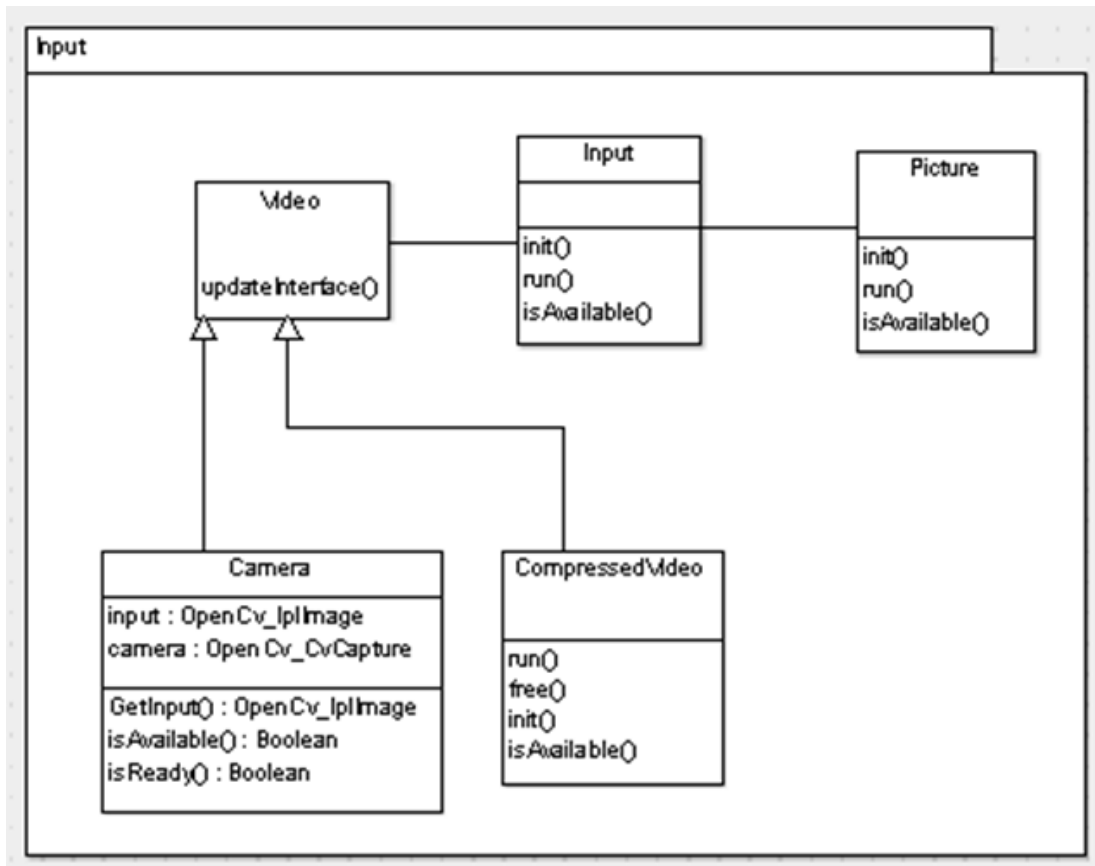 Input
Video
updateInterface()
Input
init()
run()
isAvailable()
Picture
init()
run()
isAvailable()
Camera
input : OpenCv_IplImage
camera : OpenCv_CvCapture
GetInput() : OpenCv_IplImage
isAvailable() : Boolean
isReady() : Boolean
CompressedVideo
run()
free()
init()
isAvailable()